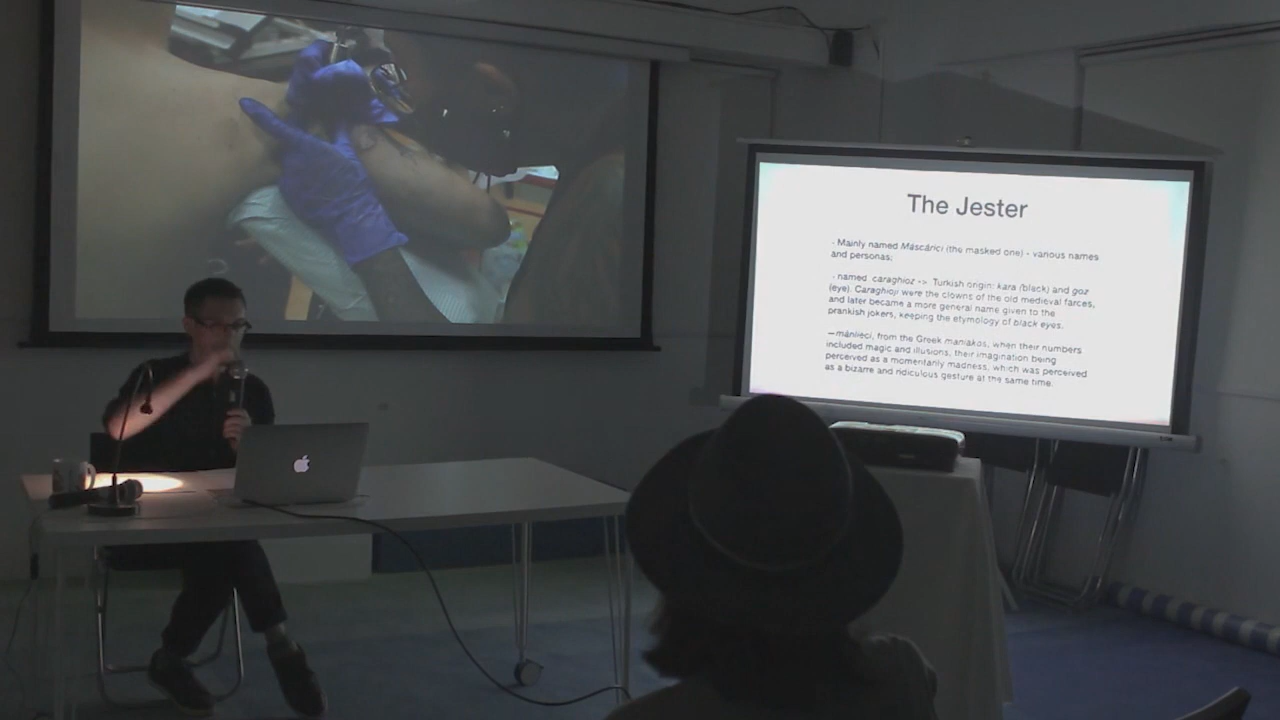 The Jester
- Mainly named Măscărici (the masked one) - various names
and personas;
- named caraghioz -> Turkish origin: kara (black) and goz
(eye). Caraghioji were the clowns of the old medieval farces,
and later became a more general name given to the
prankish jokers, keeping the etymology of black eyes.
—mânileci, from the Greek maniakos, when their numbers
included magic and illusions, their imagination being
perceived as a momentarily madness, which was perceived
as a bizarre and ridiculous gesture at the same time.